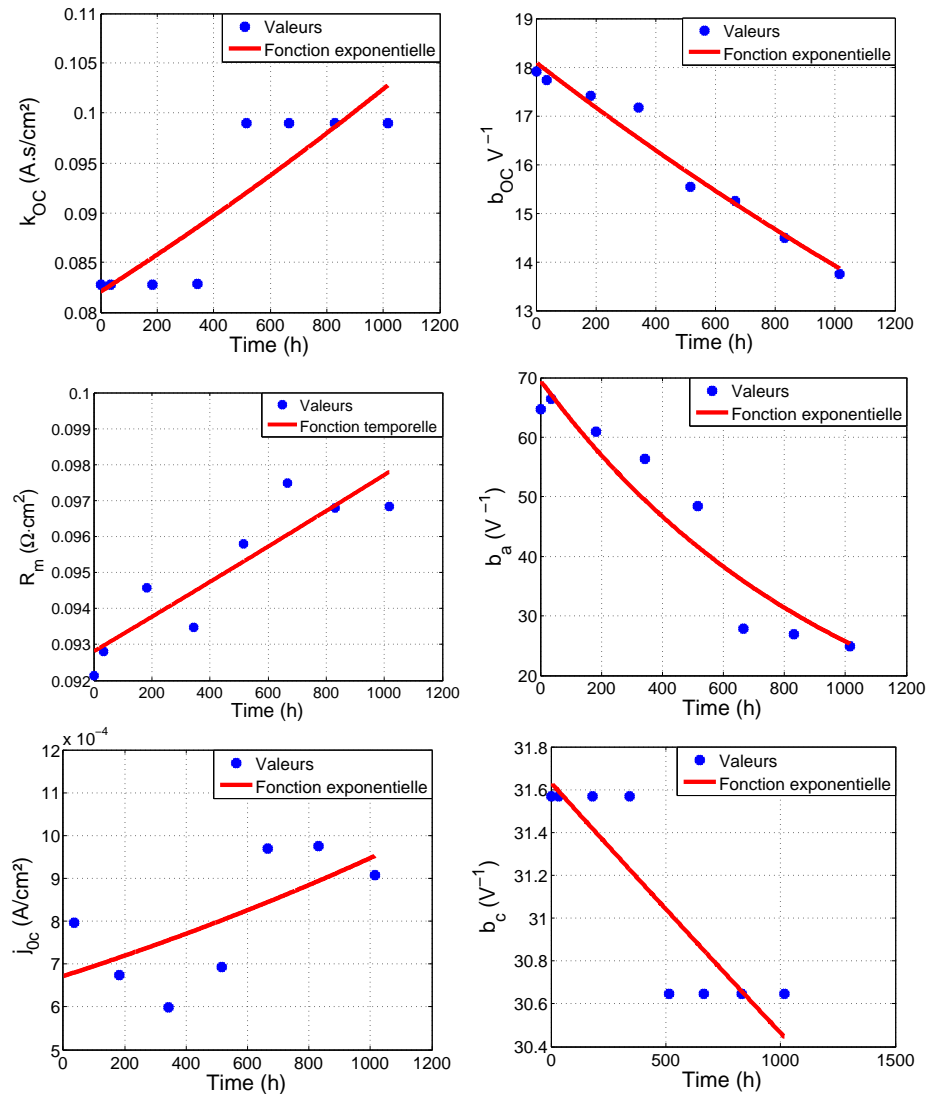 0.11
0.105
0.1
0.095
0.09
0.085
0.08
k_OC (A.s/cm²)
Valeurs
Fonction exponentielle
0 200 400 600 800 1000 1200
Time (h)
19
18
17
16
15
14
13
b_OC V⁻¹
Valeurs
Fonction exponentielle
0 200 400 600 800 1000 1200
Time (h)
0.1
0.099
0.098
0.097
0.096
0.095
0.094
0.093
0.092
R_m (Ω·cm²)
Valeurs
Fonction temporelle
0 200 400 600 800 1000 1200
Time (h)
70
60
50
40
30
20
b_a (V⁻¹)
Valeurs
Fonction exponentielle
0 200 400 600 800 1000 1200
Time (h)
x 10⁻⁴
12
11
10
9
8
7
6
5
j_0c (A/cm²)
Valeurs
Fonction exponentielle
0 200 400 600 800 1000 1200
Time (h)
31.8
31.6
31.4
31.2
31
30.8
30.6
30.4
b_c (V⁻¹)
Valeurs
Fonction exponentielle
0 500 1000 1500
Time (h)